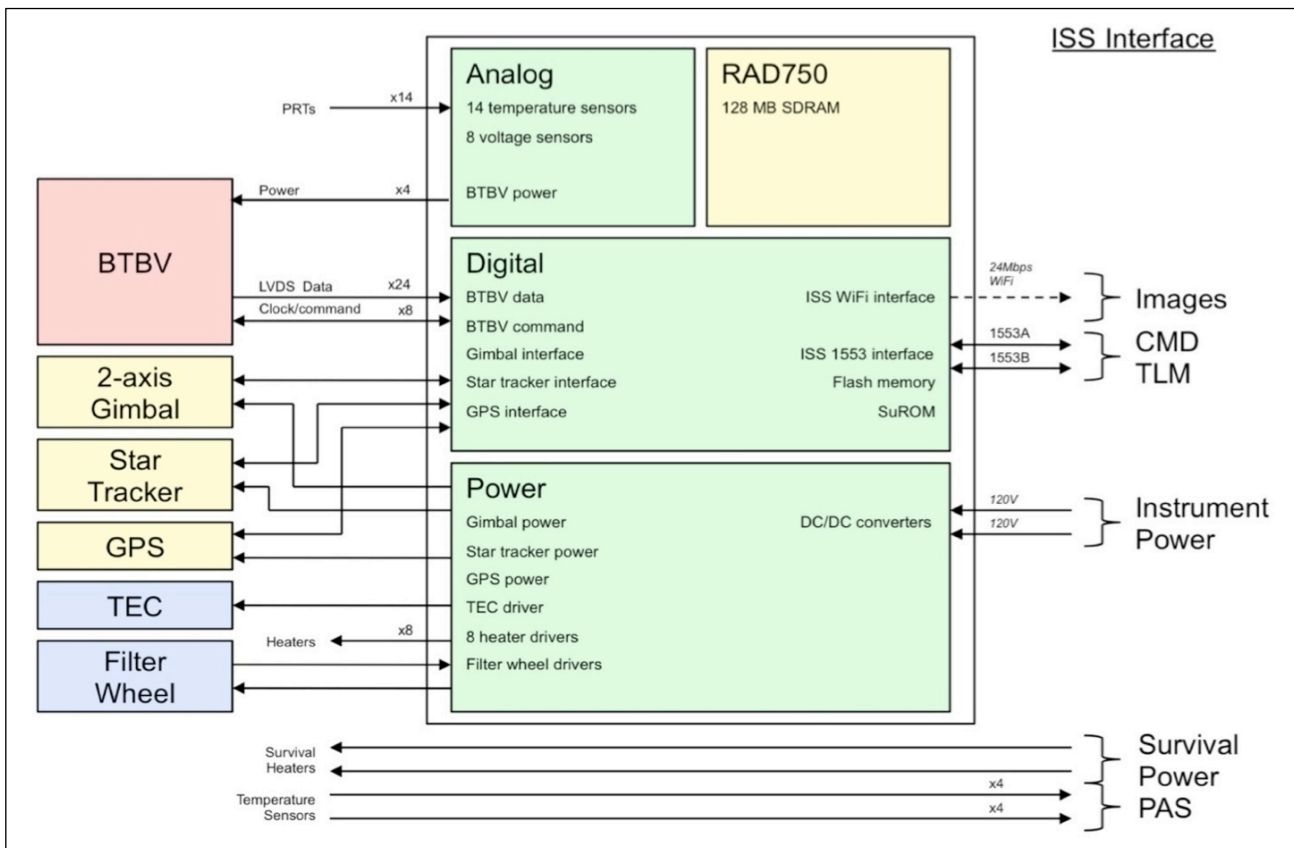 ISS Interface
Analog
14 temperature sensors
8 voltage sensors
BTBV power
RAD750
128 MB SDRAM
PRTs
x14
Power
x4
BTBV
LVDS Data
x24
Clock/command
x8
Digital
BTBV data
BTBV command
Gimbal interface
Star tracker interface
GPS interface
ISS WiFi interface
ISS 1553 interface
Flash memory
SuROM
24Mbps
WiFi
Images
1553A
1553B
CMD
TLM
2-axis
Gimbal
Star
Tracker
GPS
TEC
Heaters
x8
Filter
Wheel
Power
Gimbal power
Star tracker power
GPS power
TEC driver
8 heater drivers
Filter wheel drivers
DC/DC converters
120V
120V
Instrument
Power
Survival
Heaters
Temperature
Sensors
x4
x4
Survival
Power
PAS